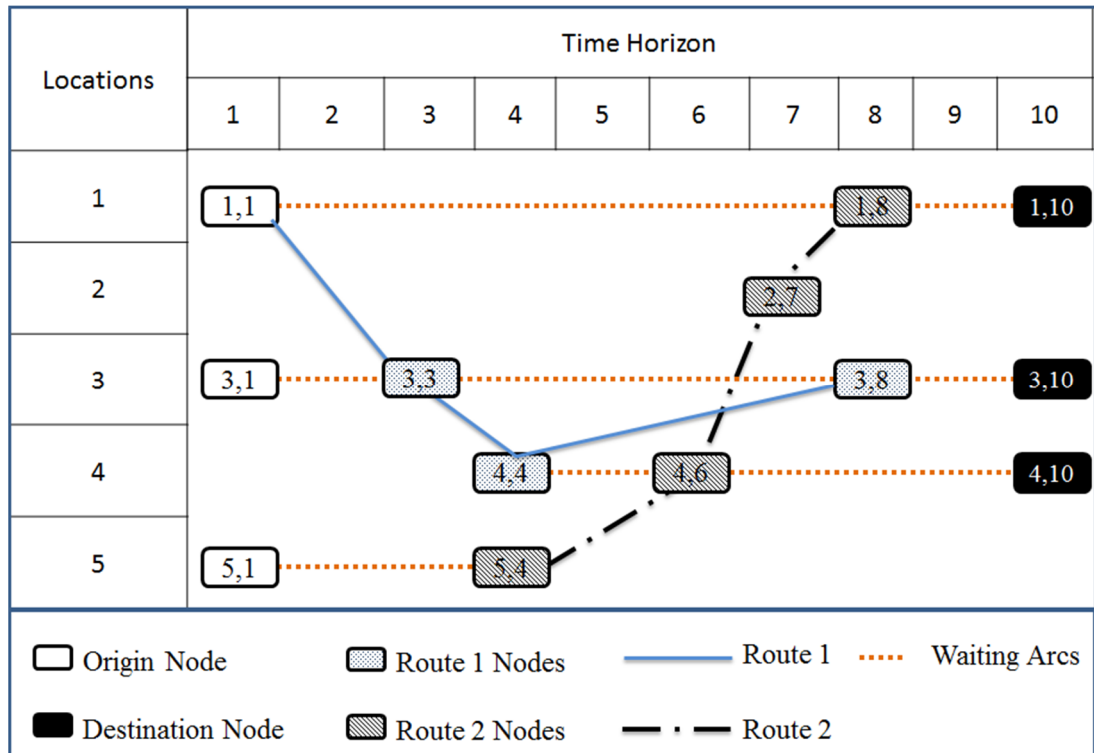 Locations
Time Horizon
1 2 3 4 5 6 7 8 9 10
1
1,1 1,8 1,10
2
2,7
3
3,1 3,3 3,8 3,10
4
4,4 4,6 4,10
5
5,1 5,4
Origin Node Route 1 Nodes Route 1 Waiting Arcs
Destination Node Route 2 Nodes Route 2